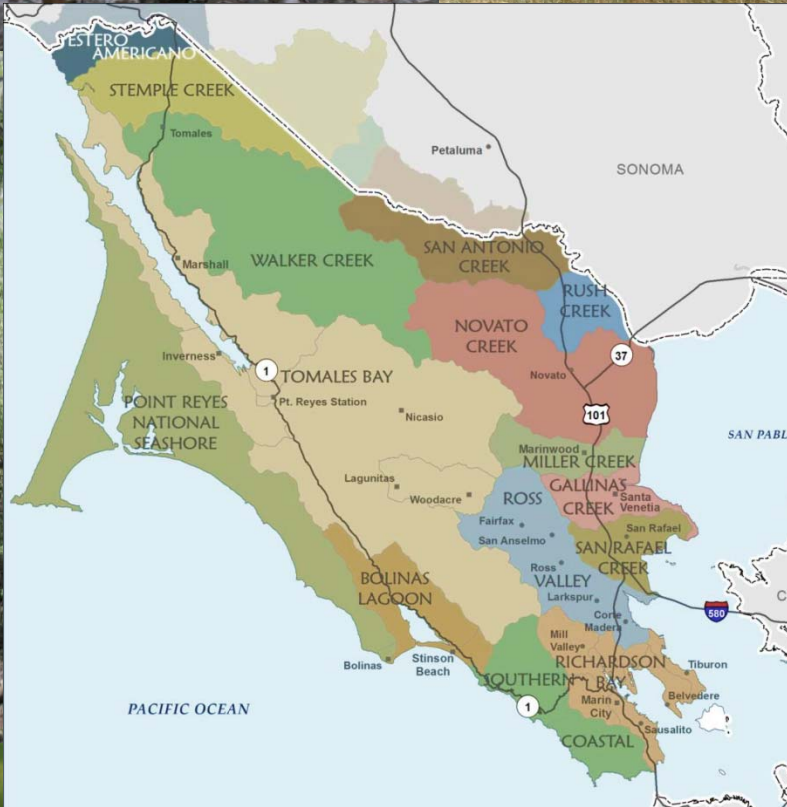 ESTERO
AMERICANO
STEMPLE CREEK
Tomales
Petaluma
SONOMA
SAN ANTONIO
CREEK
WALKER CREEK
Marshall
RUSH
CREEK
NOVATO
CREEK
37
Inverness
1
TOMALES BAY
Novato
Pt. Reyes Station
POINT REYES
NATIONAL
SEASHORE
Nicasio
101
SAN PABL
Marinwood
MILLER CREEK
Lagunitas
Woodacre
ROSS
GALLINAS
CREEK
Santa
Venetia
Fairfax
San Anselmo
San Rafael
SAN RAFAEL
CREEK
Ross
VALLEY
BOLINAS
LAGOON
Larkspur
Corte
Madera
580
C
Mill
Valley
RICHARDSON
BAY
Bolinas
Stinson
Beach
Tiburon
SOUTHERN
Marin
City
Belvedere
PACIFIC OCEAN
1
Sausalito
COASTAL